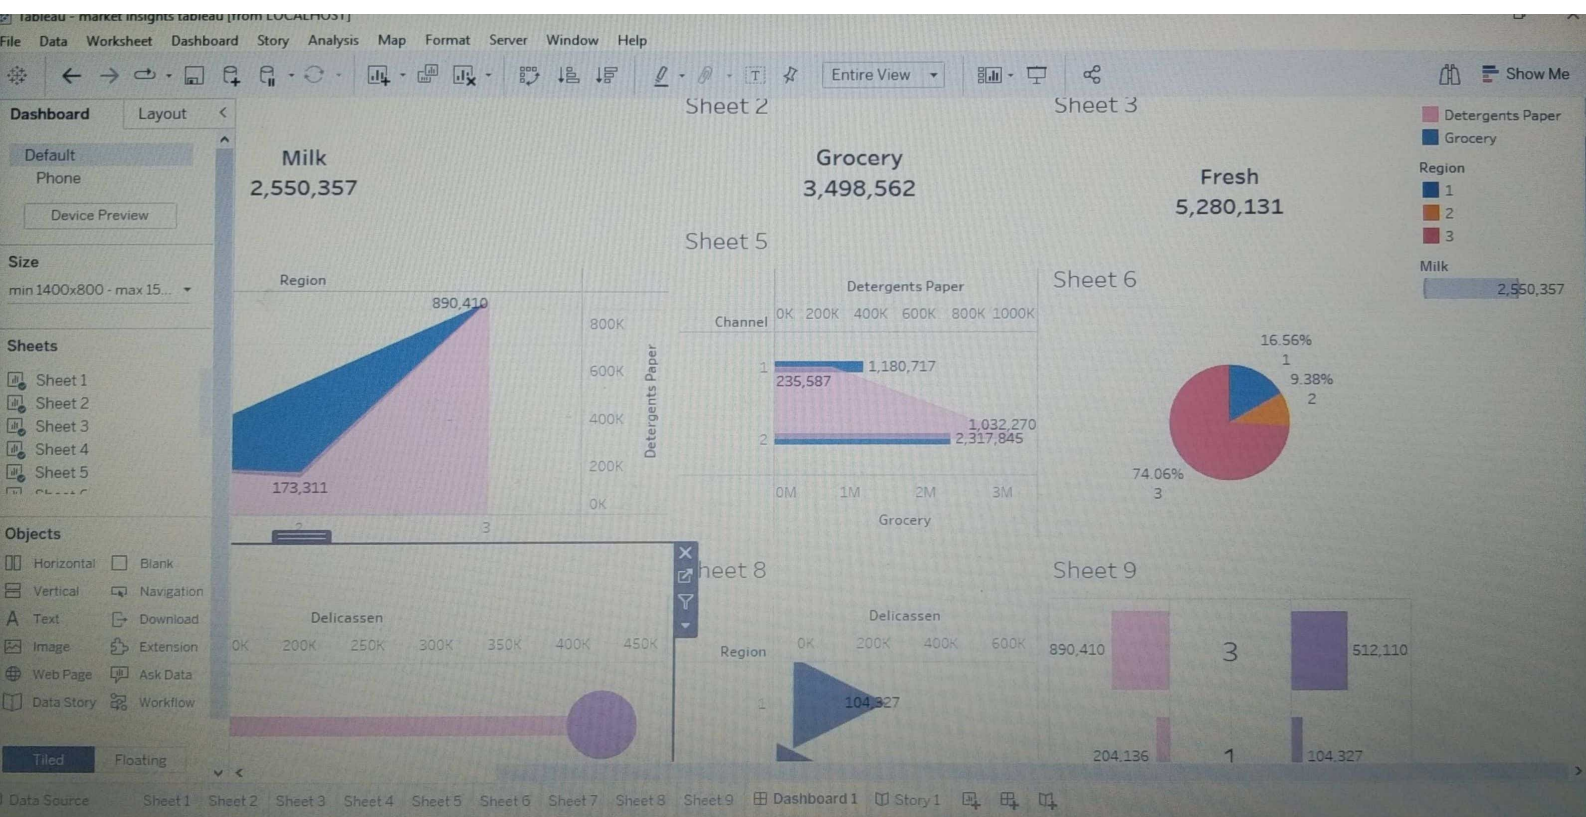 Tableau - market insights tableau [from LOCALHOST]
File Data Worksheet Dashboard Story Analysis Map Format Server Window Help
Entire View
Show Me
Dashboard Layout
Default
Phone
Device Preview
Size
min 1400x800 - max 15...
Sheets
Sheet 1
Sheet 2
Sheet 3
Sheet 4
Sheet 5
Objects
Horizontal Blank
Vertical Navigation
A Text Download
Image Extension
Web Page Ask Data
Data Story Workflow
Tiled Floating
Milk
2,550,357
Sheet 2
Grocery
3,498,562
Sheet 3
Fresh
5,280,131
Detergents Paper
Grocery
Region
1
2
3
Milk
2,550,357
Region
890,410
173,311
2 3
800K
600K
400K
200K
0K
Detergents Paper
Sheet 5
Detergents Paper
0K 200K 400K 600K 800K 1000K
Channel
1
1,180,717
235,587
1,032,270
2
2,317,845
0M 1M 2M 3M
Grocery
Sheet 6
16.56%
1
9.38%
2
74.06%
3
Delicassen
0K 200K 250K 300K 350K 400K 450K
heet 8
Delicassen
0K 200K 400K 600K
Region
1
104,327
Sheet 9
890,410 3 512,110
204,136 1 104,327
Data Source Sheet 1 Sheet 2 Sheet 3 Sheet 4 Sheet 5 Sheet 6 Sheet 7 Sheet 8 Sheet 9 Dashboard 1 Story 1